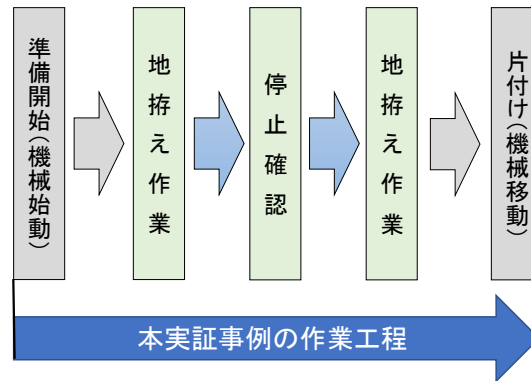 準備開始(機械始動)
地拵え作業
停止確認
地拵え作業
片付け(機械移動)
本実証事例の作業工程